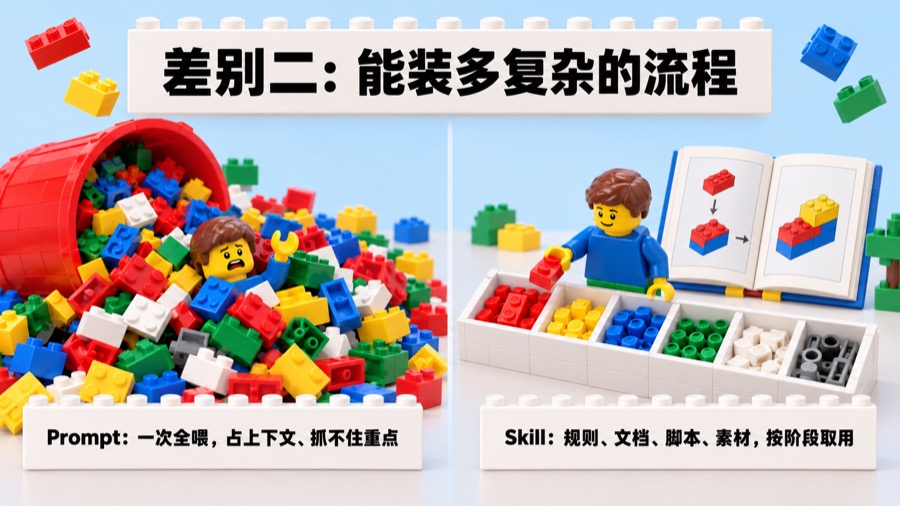 差别二：能装多复杂的流程
Prompt：一次全喂，占上下文、抓不住重点
Skill：规则、文档、脚本、素材，按阶段取用